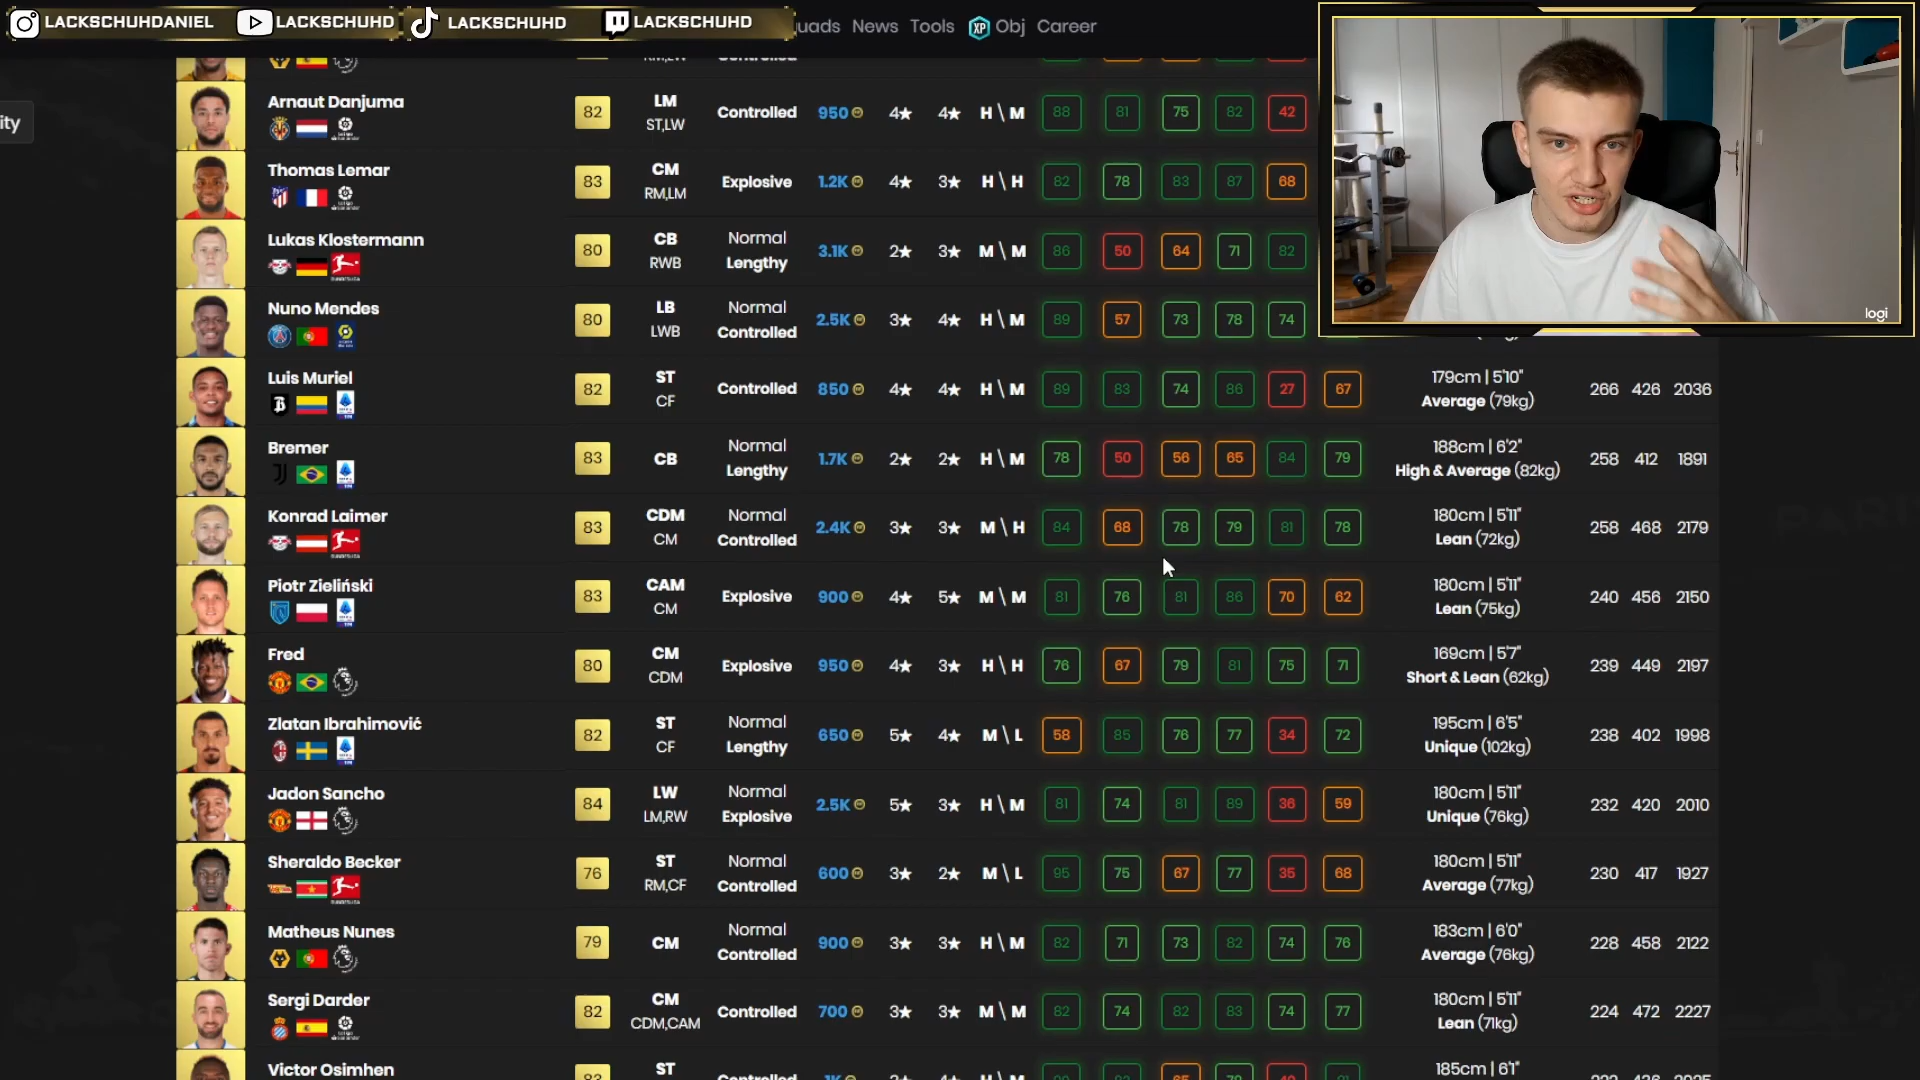 LACKSCHUHDANIEL LACKSCHUHD LACKSCHUHD LACKSCHUHD
uads News Tools XP Obj Career
ity
logi
Arnaut Danjuma 82 LM Controlled 950 4★ 4★ H \ M 88 81 75 82 42
ST,LW
Thomas Lemar 83 CM Explosive 1.2K 4★ 3★ H \ H 82 78 83 87 68
RM,LM
Lukas Klostermann 80 CB Normal 3.1K 2★ 3★ M \ M 86 50 64 71 82
RWB Lengthy
Nuno Mendes 80 LB Normal 2.5K 3★ 4★ H \ M 89 57 73 78 74
LWB Controlled
Luis Muriel 82 ST Controlled 850 4★ 4★ H \ M 89 83 74 86 27 67 179cm | 5'10" 266 426 2036
CF Average (79kg)
Bremer 83 CB Normal 1.7K 2★ 2★ H \ M 78 50 56 65 84 79 188cm | 6'2" 258 412 1891
Lengthy High & Average (82kg)
Konrad Laimer 83 CDM Normal 2.4K 3★ 3★ M \ H 84 68 78 79 81 78 180cm | 5'11" 258 468 2179
CM Controlled Lean (72kg)
Piotr Zieliński 83 CAM Explosive 900 4★ 5★ M \ M 81 76 81 86 70 62 180cm | 5'11" 240 456 2150
CM Lean (75kg)
Fred 80 CM Explosive 950 4★ 3★ H \ H 76 67 79 81 75 71 169cm | 5'7" 239 449 2197
CDM Short & Lean (62kg)
Zlatan Ibrahimović 82 ST Normal 650 5★ 4★ M \ L 58 85 76 77 34 72 195cm | 6'5" 238 402 1998
CF Lengthy Unique (102kg)
Jadon Sancho 84 LW Normal 2.5K 5★ 3★ H \ M 81 74 81 89 36 59 180cm | 5'11" 232 420 2010
LM,RW Explosive Unique (76kg)
Sheraldo Becker 76 ST Normal 600 3★ 2★ M \ L 95 75 67 77 35 68 180cm | 5'11" 230 417 1927
RM,CF Controlled Average (77kg)
Matheus Nunes 79 CM Normal 900 3★ 3★ H \ M 82 71 73 82 74 76 183cm | 6'0" 228 458 2122
Controlled Average (76kg)
Sergi Darder 82 CM Controlled 700 3★ 3★ M \ M 82 74 82 83 74 77 180cm | 5'11" 224 472 2227
CDM,CAM Lean (71kg)
Victor Osimhen ST 185cm | 6'1"